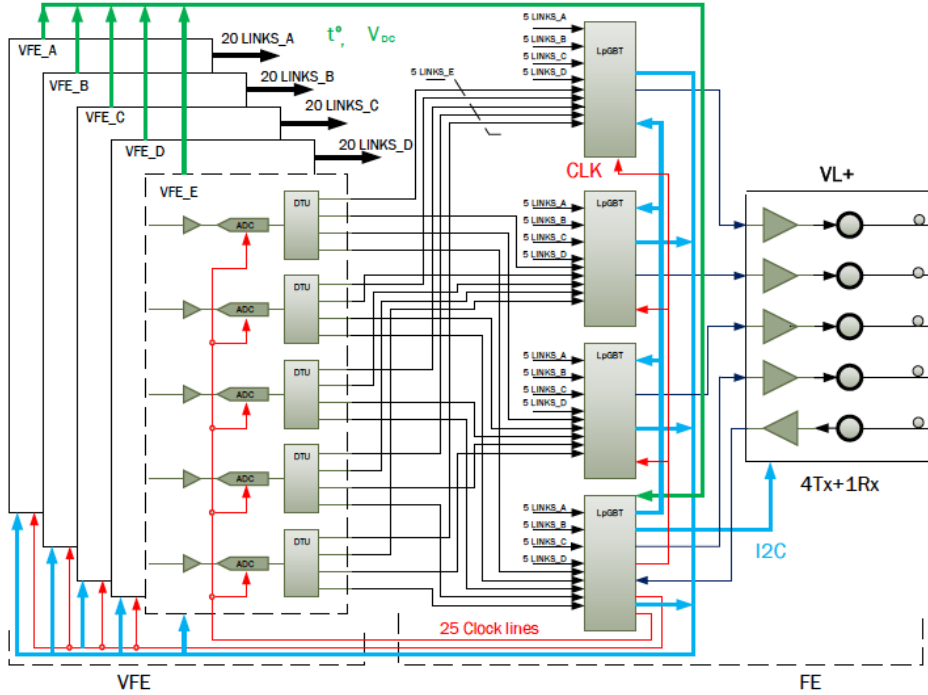 t°, V_DC
VFE_A
20 LINKS_A
VFE_B
20 LINKS_B
VFE_C
20 LINKS_C
VFE_D
20 LINKS_D
VFE_E
ADC
DTU
ADC
DTU
ADC
DTU
ADC
DTU
ADC
DTU
5 LINKS_E
5 LINKS_A
5 LINKS_B
5 LINKS_C
5 LINKS_D
LpGBT
CLK
5 LINKS_A
5 LINKS_B
5 LINKS_C
5 LINKS_D
LpGBT
5 LINKS_A
5 LINKS_B
5 LINKS_C
5 LINKS_D
LpGBT
5 LINKS_A
5 LINKS_B
5 LINKS_C
5 LINKS_D
LpGBT
VL+
4Tx+1Rx
I2C
25 Clock lines
VFE
FE